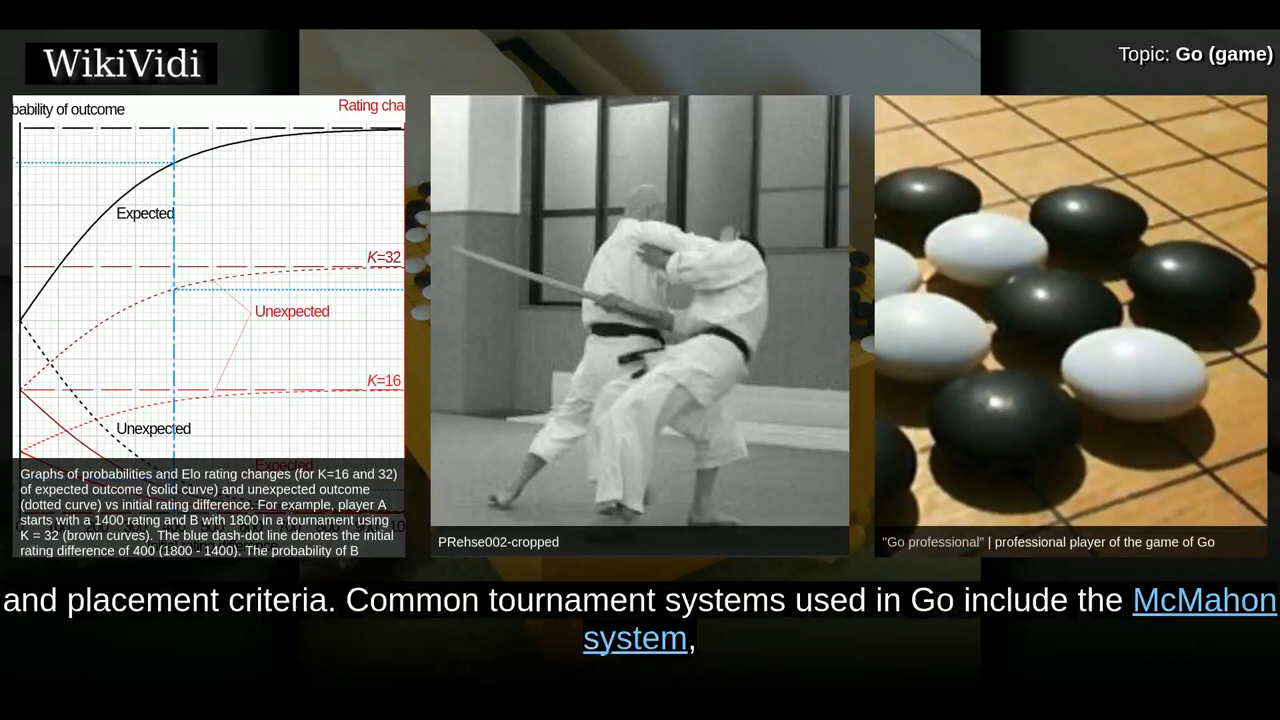 WikiVidi
Topic: Go (game)
bability of outcome
Rating cha
Expected
K=32
Unexpected
K=16
Unexpected
Expected
Graphs of probabilities and Elo rating changes (for K=16 and 32)
of expected outcome (solid curve) and unexpected outcome
(dotted curve) vs initial rating difference. For example, player A
starts with a 1400 rating and B with 1800 in a tournament using
K = 32 (brown curves). The blue dash-dot line denotes the initial
rating difference of 400 (1800 - 1400). The probability of B
PRehse002-cropped
"Go professional" | professional player of the game of Go
and placement criteria. Common tournament systems used in Go include the McMahon
system,